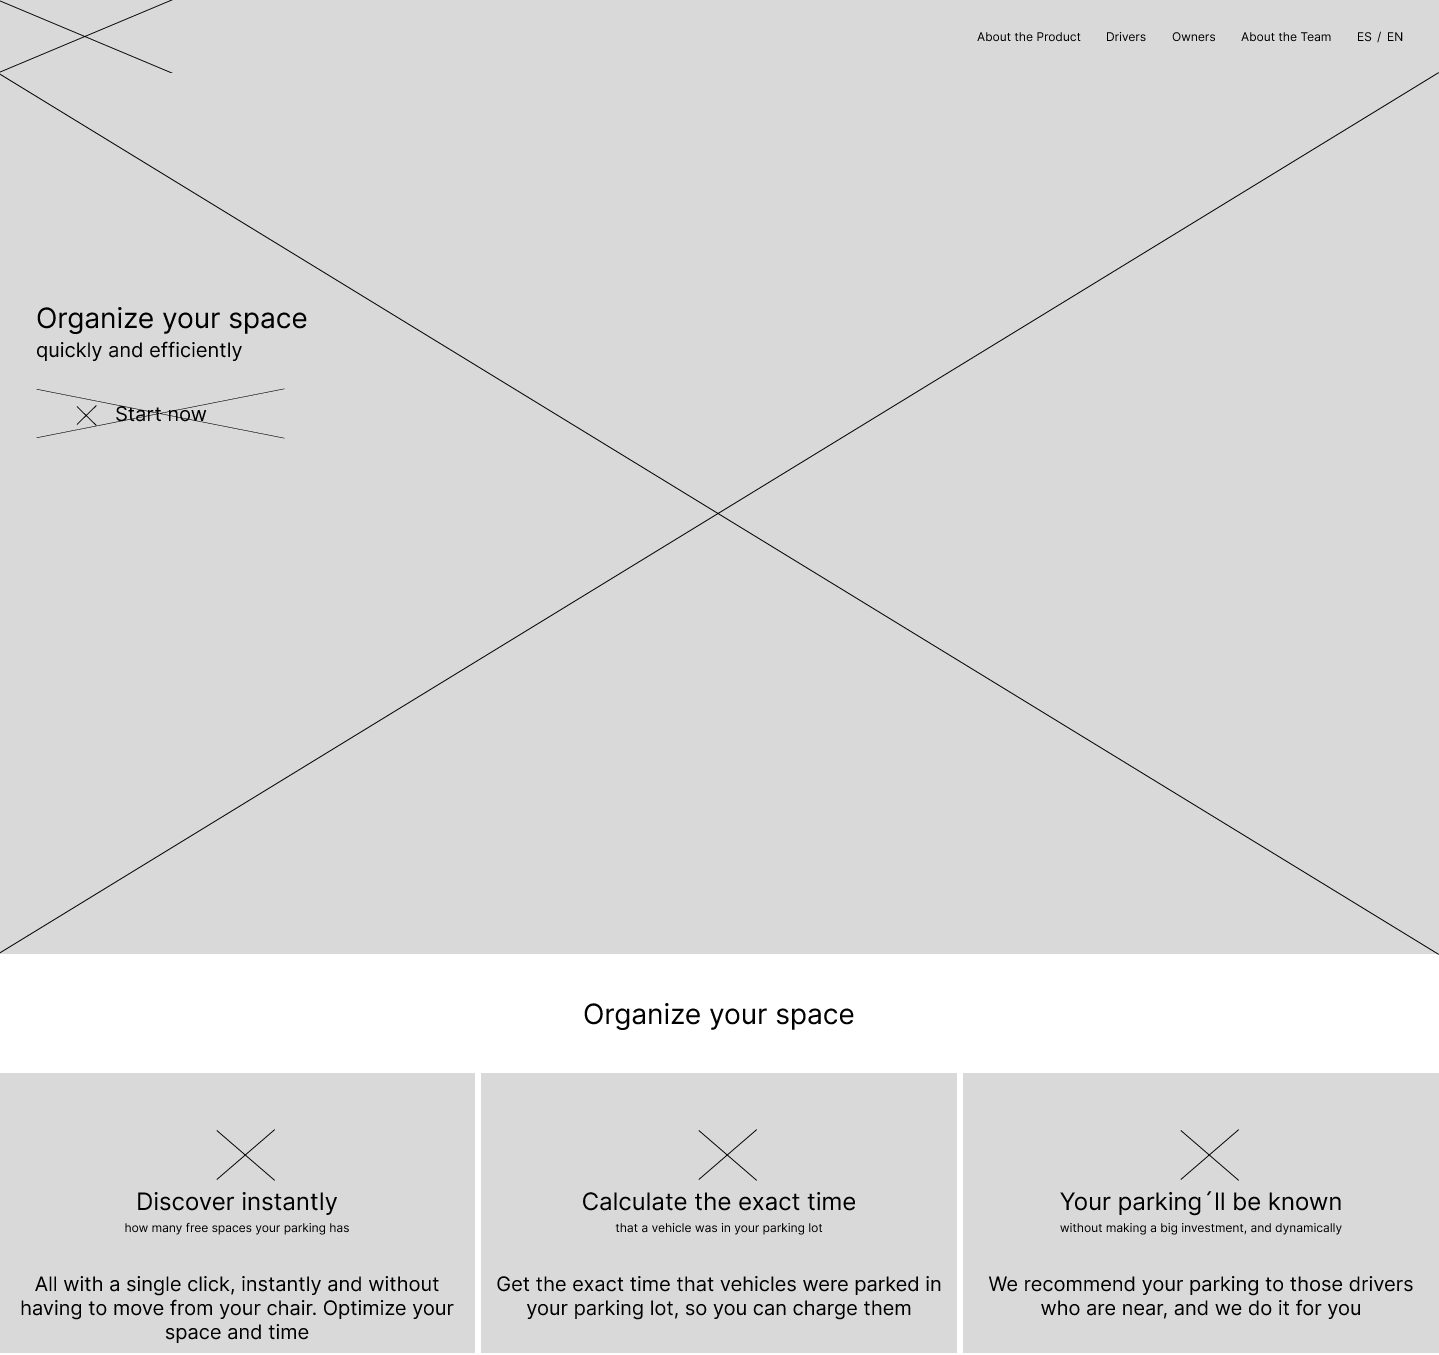 About the Product Drivers Owners About the Team ES / EN
Organize your space
quickly and efficiently
Start now
Organize your space
Discover instantly
how many free spaces your parking has
All with a single click, instantly and without
having to move from your chair. Optimize your
space and time
Calculate the exact time
that a vehicle was in your parking lot
Get the exact time that vehicles were parked in
your parking lot, so you can charge them
Your parking´ll be known
without making a big investment, and dynamically
We recommend your parking to those drivers
who are near, and we do it for you